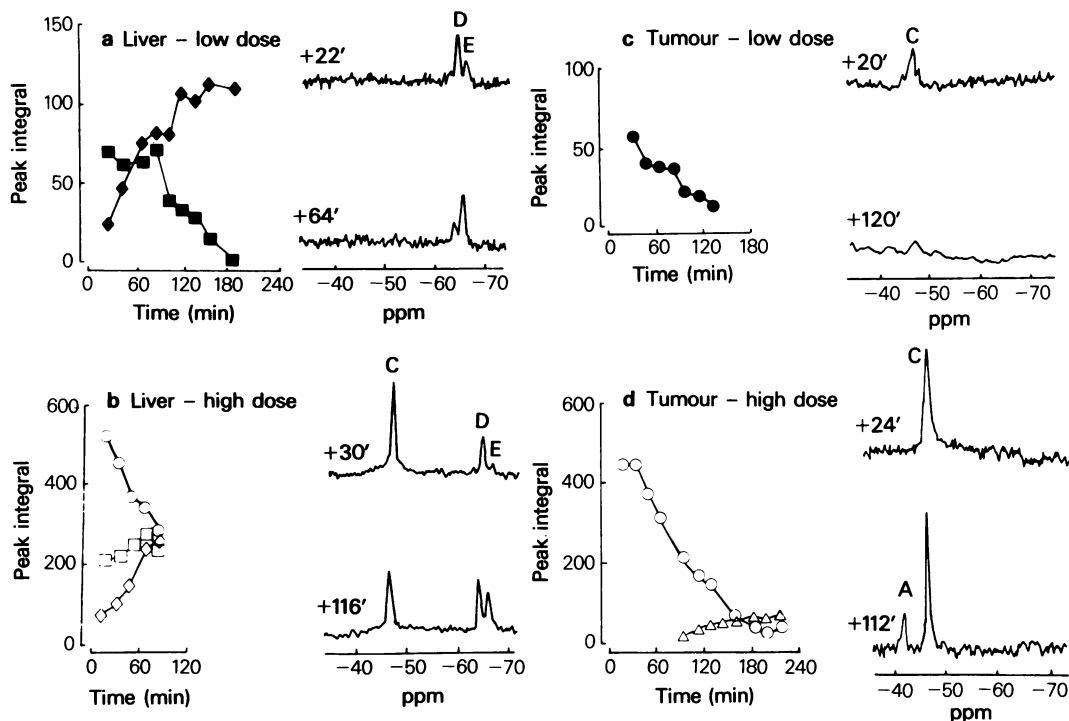 a Liver – low dose
150
100
50
0
Peak integral
0 60 120 180 240
Time (min)
+22′
D
E
+64′
−40 −50 −60 −70
ppm
c Tumour – low dose
100
50
0
Peak integral
0 60 120 180
Time (min)
+20′
C
+120′
−40 −50 −60 −70
ppm
b Liver – high dose
600
400
200
0
Peak integral
0 60 120
Time (min)
C
D
E
+30′
+116′
−40 −50 −60 −70
ppm
d Tumour – high dose
600
400
200
0
Peak integral
0 60 120 180 240
Time (min)
C
+24′
A
+112′
−40 −50 −60 −70
ppm